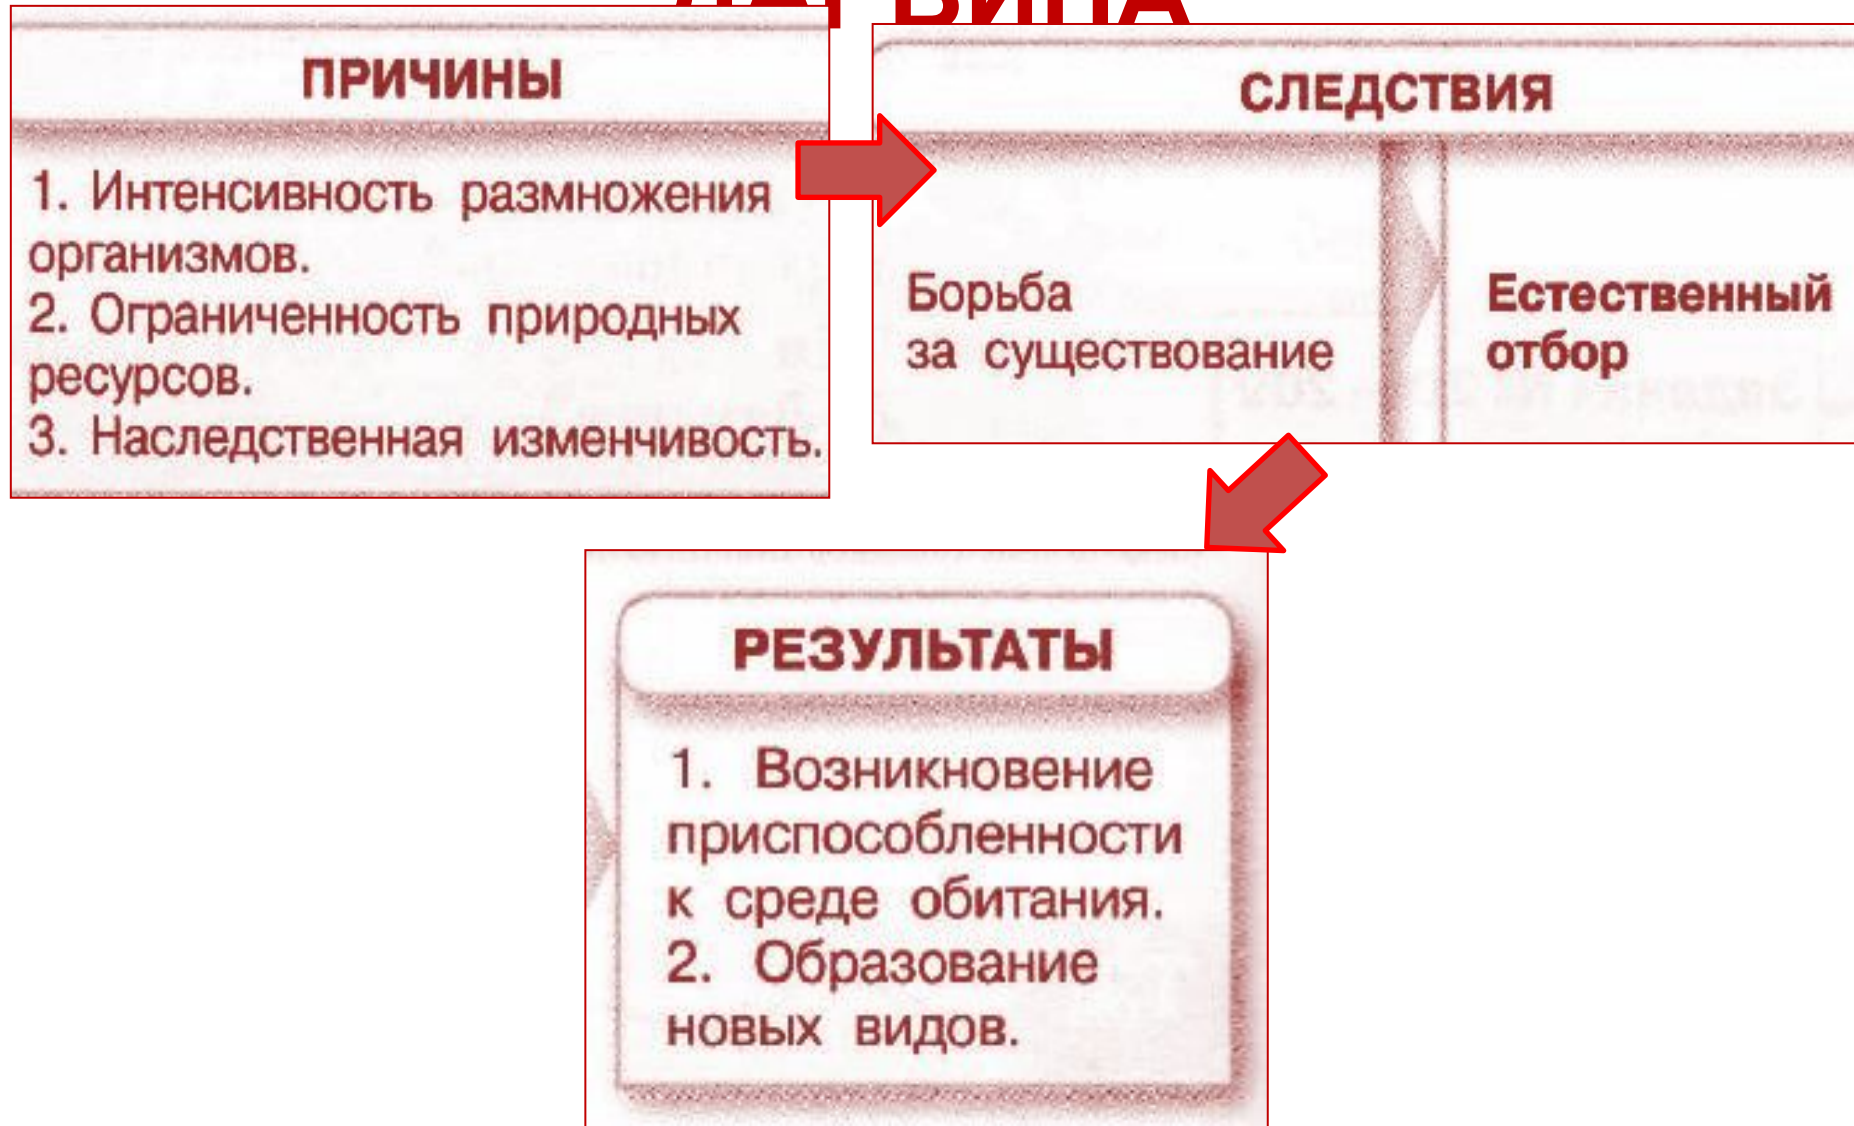 ДАРВИНА
ПРИЧИНЫ
1. Интенсивность размножения
организмов.
2. Ограниченность природных
ресурсов.
3. Наследственная изменчивость.
СЛЕДСТВИЯ
Борьба
за существование
Естественный
отбор
РЕЗУЛЬТАТЫ
1. Возникновение
приспособленности
к среде обитания.
2. Образование
новых видов.